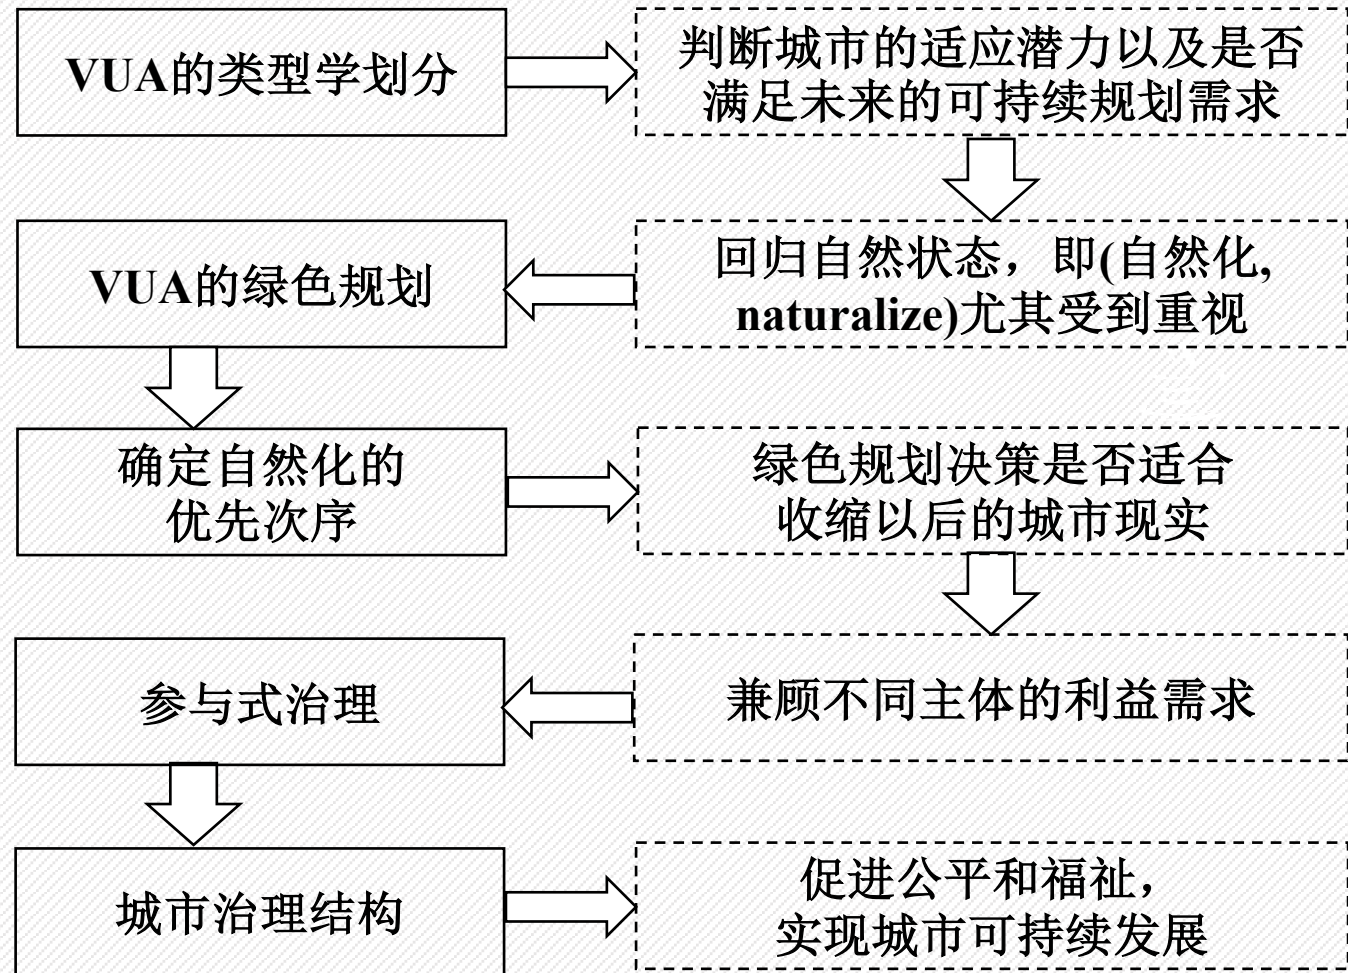 VUA的类型学划分
判断城市的适应潜力以及是否
满足未来的可持续规划需求
VUA的绿色规划
回归自然状态，即(自然化,
naturalize)尤其受到重视
确定自然化的
优先次序
绿色规划决策是否适合
收缩以后的城市现实
参与式治理
兼顾不同主体的利益需求
城市治理结构
促进公平和福祉，
实现城市可持续发展